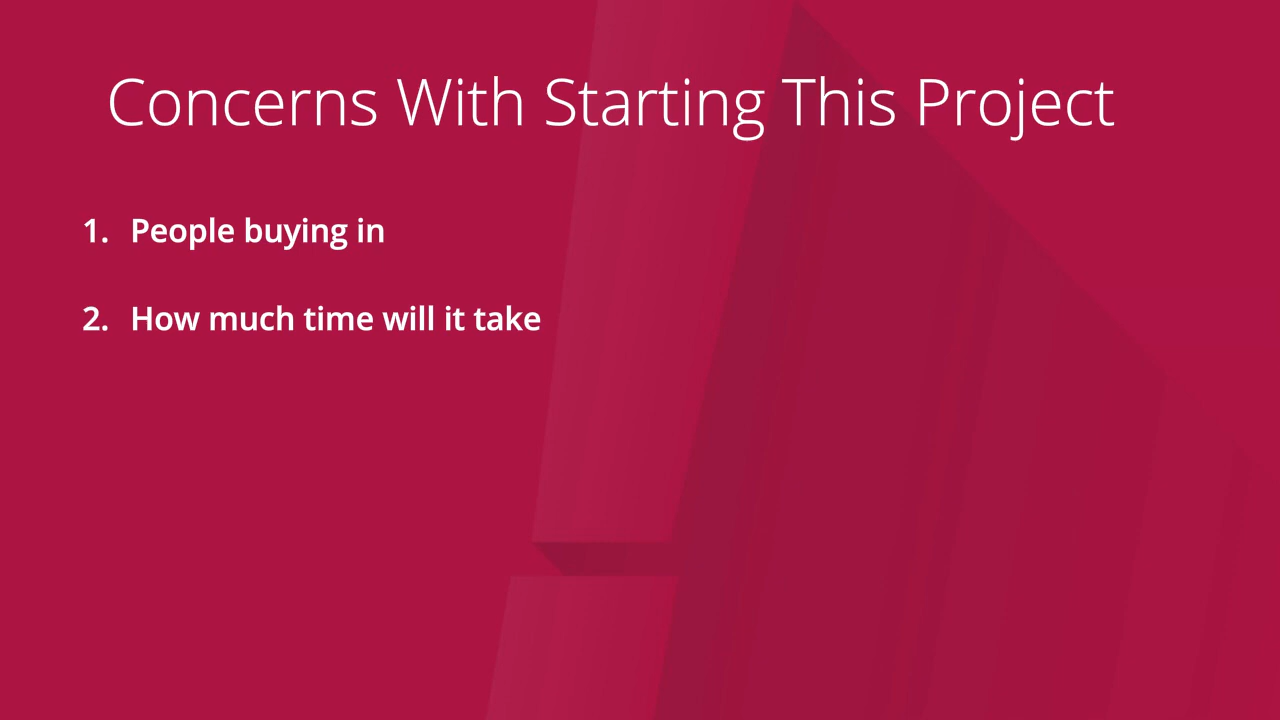 Concerns With Starting This Project
1. People buying in
2. How much time will it take